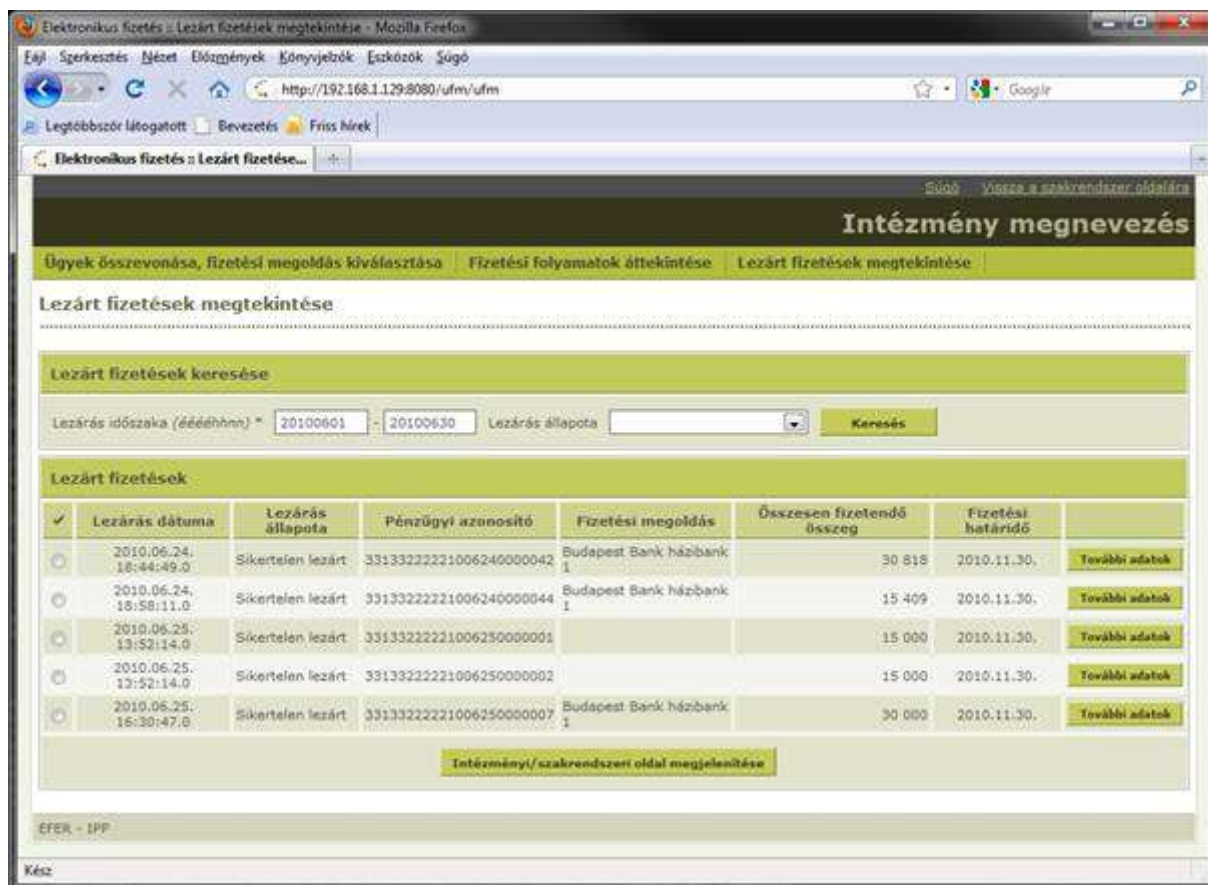 Elektronikus fizetés :: Lezárt fizetések megtekintése - Mozilla Firefox
Fájl Szerkesztés Nézet Előzmények Könyvjelzők Eszközök Súgó
http://192.168.1.129:8080/ufm/ufm
Google
Legtöbbször látogatott Bevezetés Friss hírek
Elektronikus fizetés :: Lezárt fizetése...
Súgó Vissza a szakrendszer oldalára
Intézmény megnevezés
Ügyek összevonása, fizetési megoldás kiválasztása Fizetési folyamatok áttekintése Lezárt fizetések megtekintése
Lezárt fizetések megtekintése
Lezárt fizetések keresése
Lezárás időszaka (ééééhhnn) * 20100601 - 20100630 Lezárás állapota Keresés
Lezárt fizetések
Lezárás dátuma Lezárás állapota Pénzügyi azonosító Fizetési megoldás Összesen fizetendő összeg Fizetési határidő
2010.06.24. 18:44:49.0 Sikertelen lezárt 33133222221006240000042 Budapest Bank házibank 1 30 818 2010.11.30. További adatok
2010.06.24. 18:58:11.0 Sikertelen lezárt 33133222221006240000044 Budapest Bank házibank 1 15 409 2010.11.30. További adatok
2010.06.25. 13:52:14.0 Sikertelen lezárt 33133222221006250000001 15 000 2010.11.30. További adatok
2010.06.25. 13:52:14.0 Sikertelen lezárt 33133222221006250000002 15 000 2010.11.30. További adatok
2010.06.25. 16:30:47.0 Sikertelen lezárt 33133222221006250000007 Budapest Bank házibank 1 30 000 2010.11.30. További adatok
Intézményi/szakrendszeri oldal megjelenítése
EFER - IPP
Kész